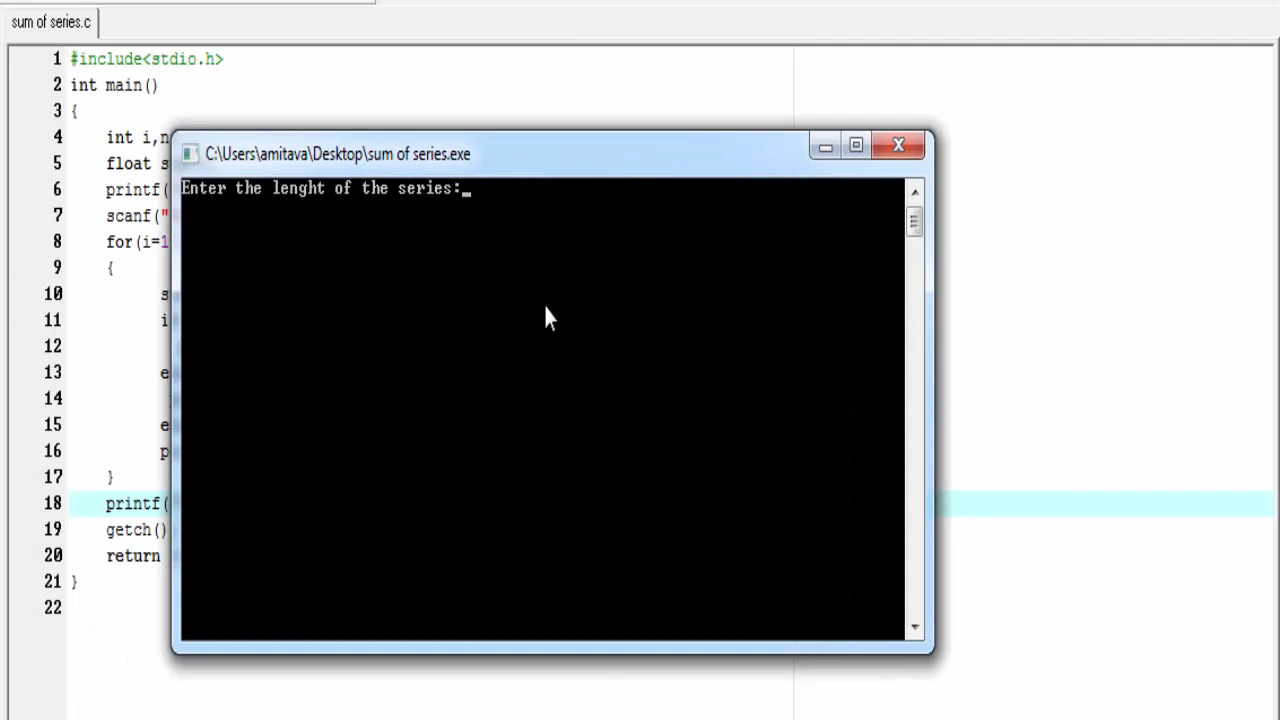 sum of series.c
1 #include<stdio.h>
2 int main()
3 {
4 int i,n
5 float s
6 printf(
7 scanf("
8 for(i=1
9 {
10 s
11 i
12
13 e
14
15 e
16 p
17 }
18 printf(
19 getch()
20 return
21 }
22
C:\Users\amitava\Desktop\sum of series.exe
Enter the lenght of the series:_